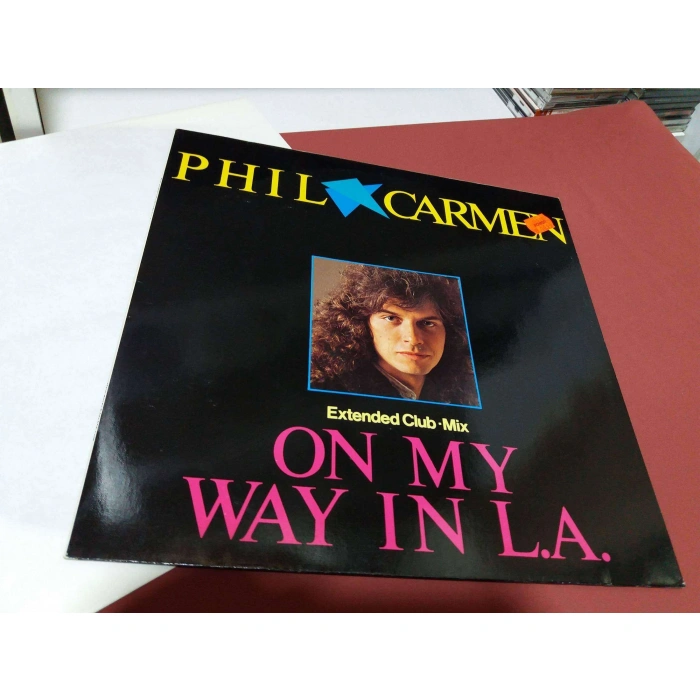 PHIL CARMEN
Extended Club·Mix
ON MY
WAY IN L.A.